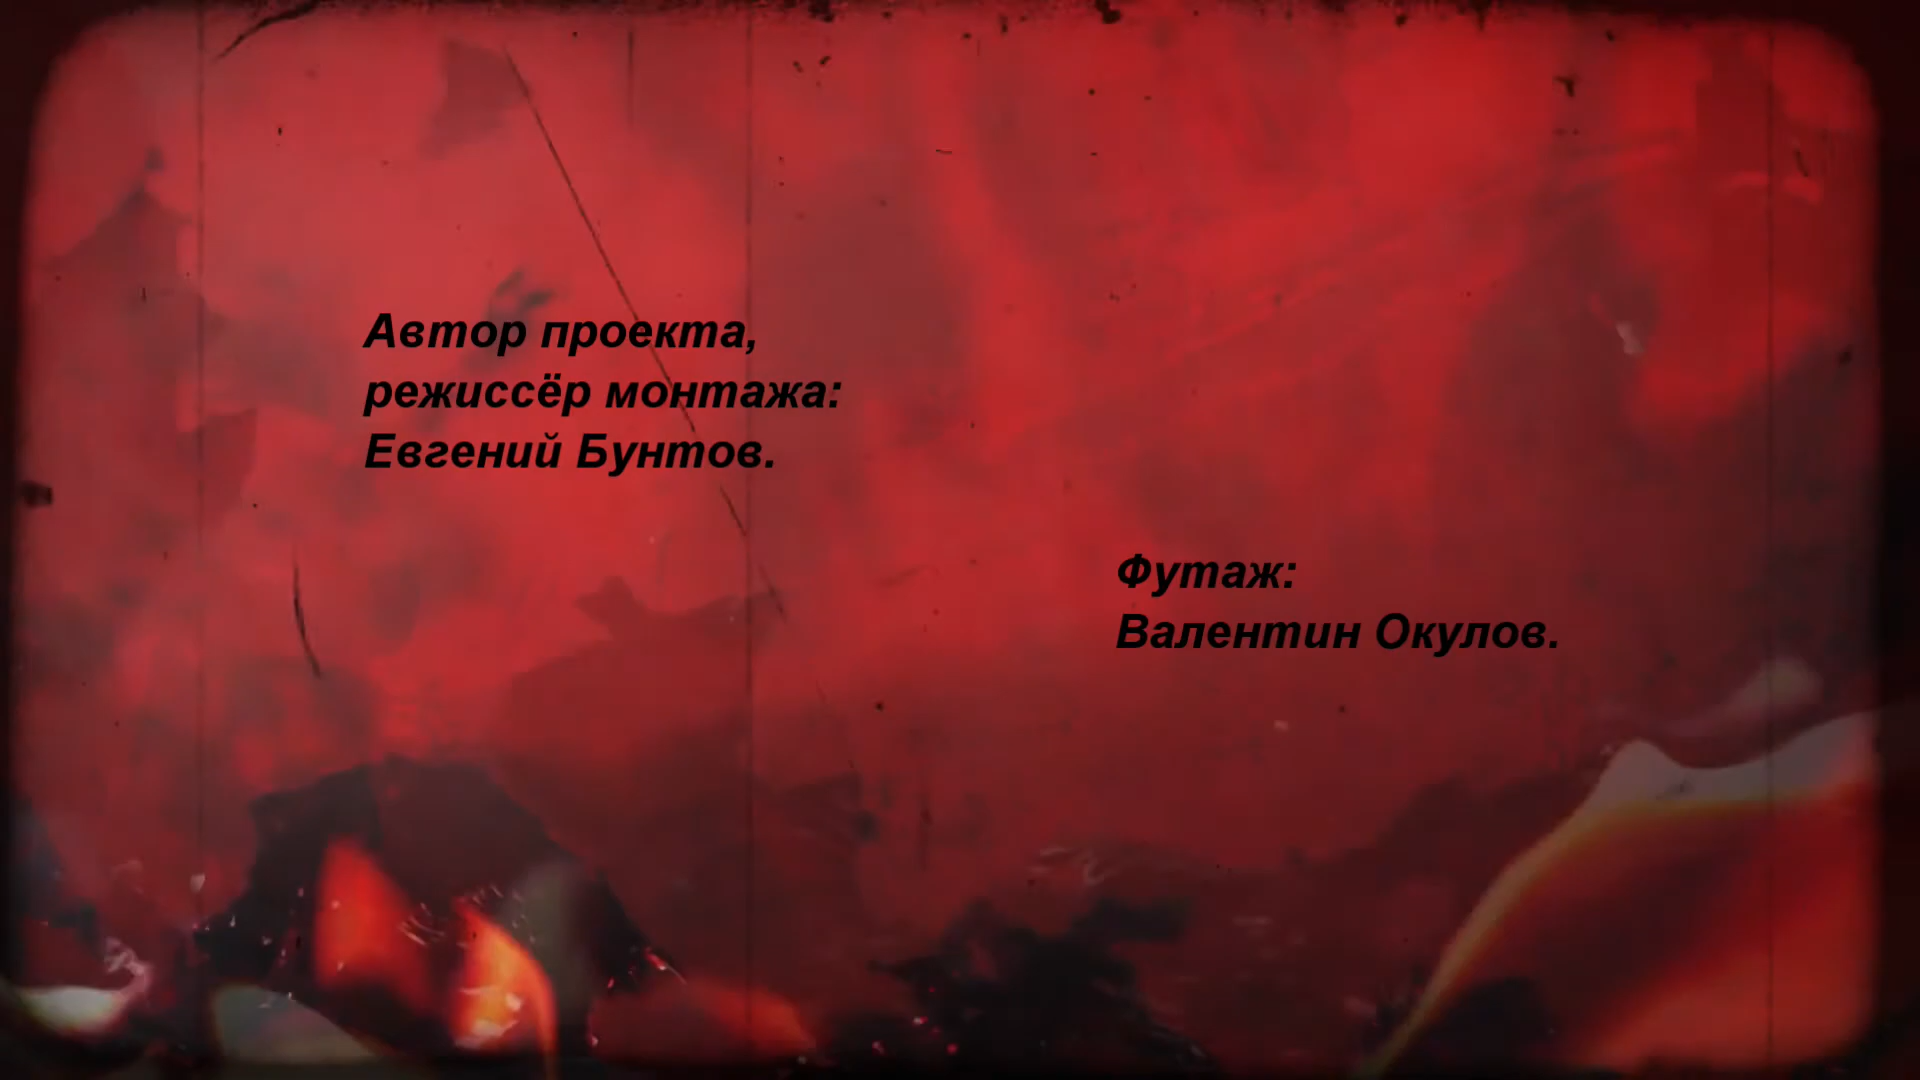 Автор проекта,
режиссёр монтажа:
Евгений Бунтов.
Футаж:
Валентин Окулов.